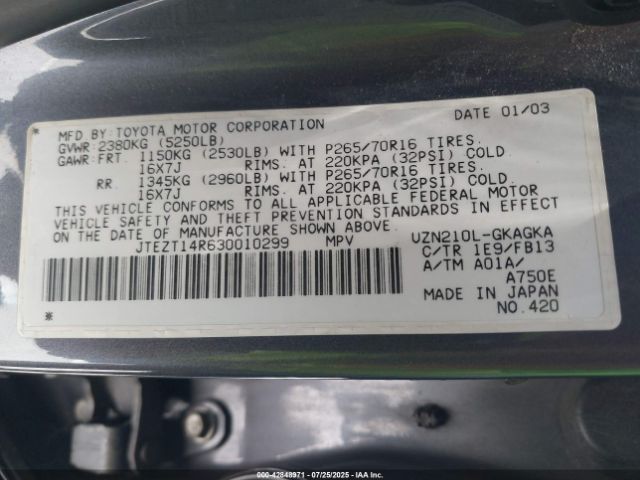 DATE 01/03
MFD BY: TOYOTA MOTOR CORPORATION
GVWR: 2380KG (5250LB)
GAWR: FRT. 1150KG (2530LB) WITH P265/70R16 TIRES.
16X7J RIMS. AT 220KPA (32PSI) COLD
RR. 1345KG (2960LB) WITH P265/70R16 TIRES.
16X7J RIMS. AT 220KPA (32PSI) COLD.
THIS VEHICLE CONFORMS TO ALL APPLICABLE FEDERAL MOTOR
VEHICLE SAFETY AND THEFT PREVENTION STANDARDS IN EFFECT
ON THE DATE OF MANUFACTURE SHOWN ABOVE.
* JTEZT14R630010299 MPV *
UZN210L-GKAGKA
C/TR 1E9/FB13
A/TM A01A/
A750E
MADE IN JAPAN
NO.420
000-42848971 — 07/25/2025 — IAA Inc.